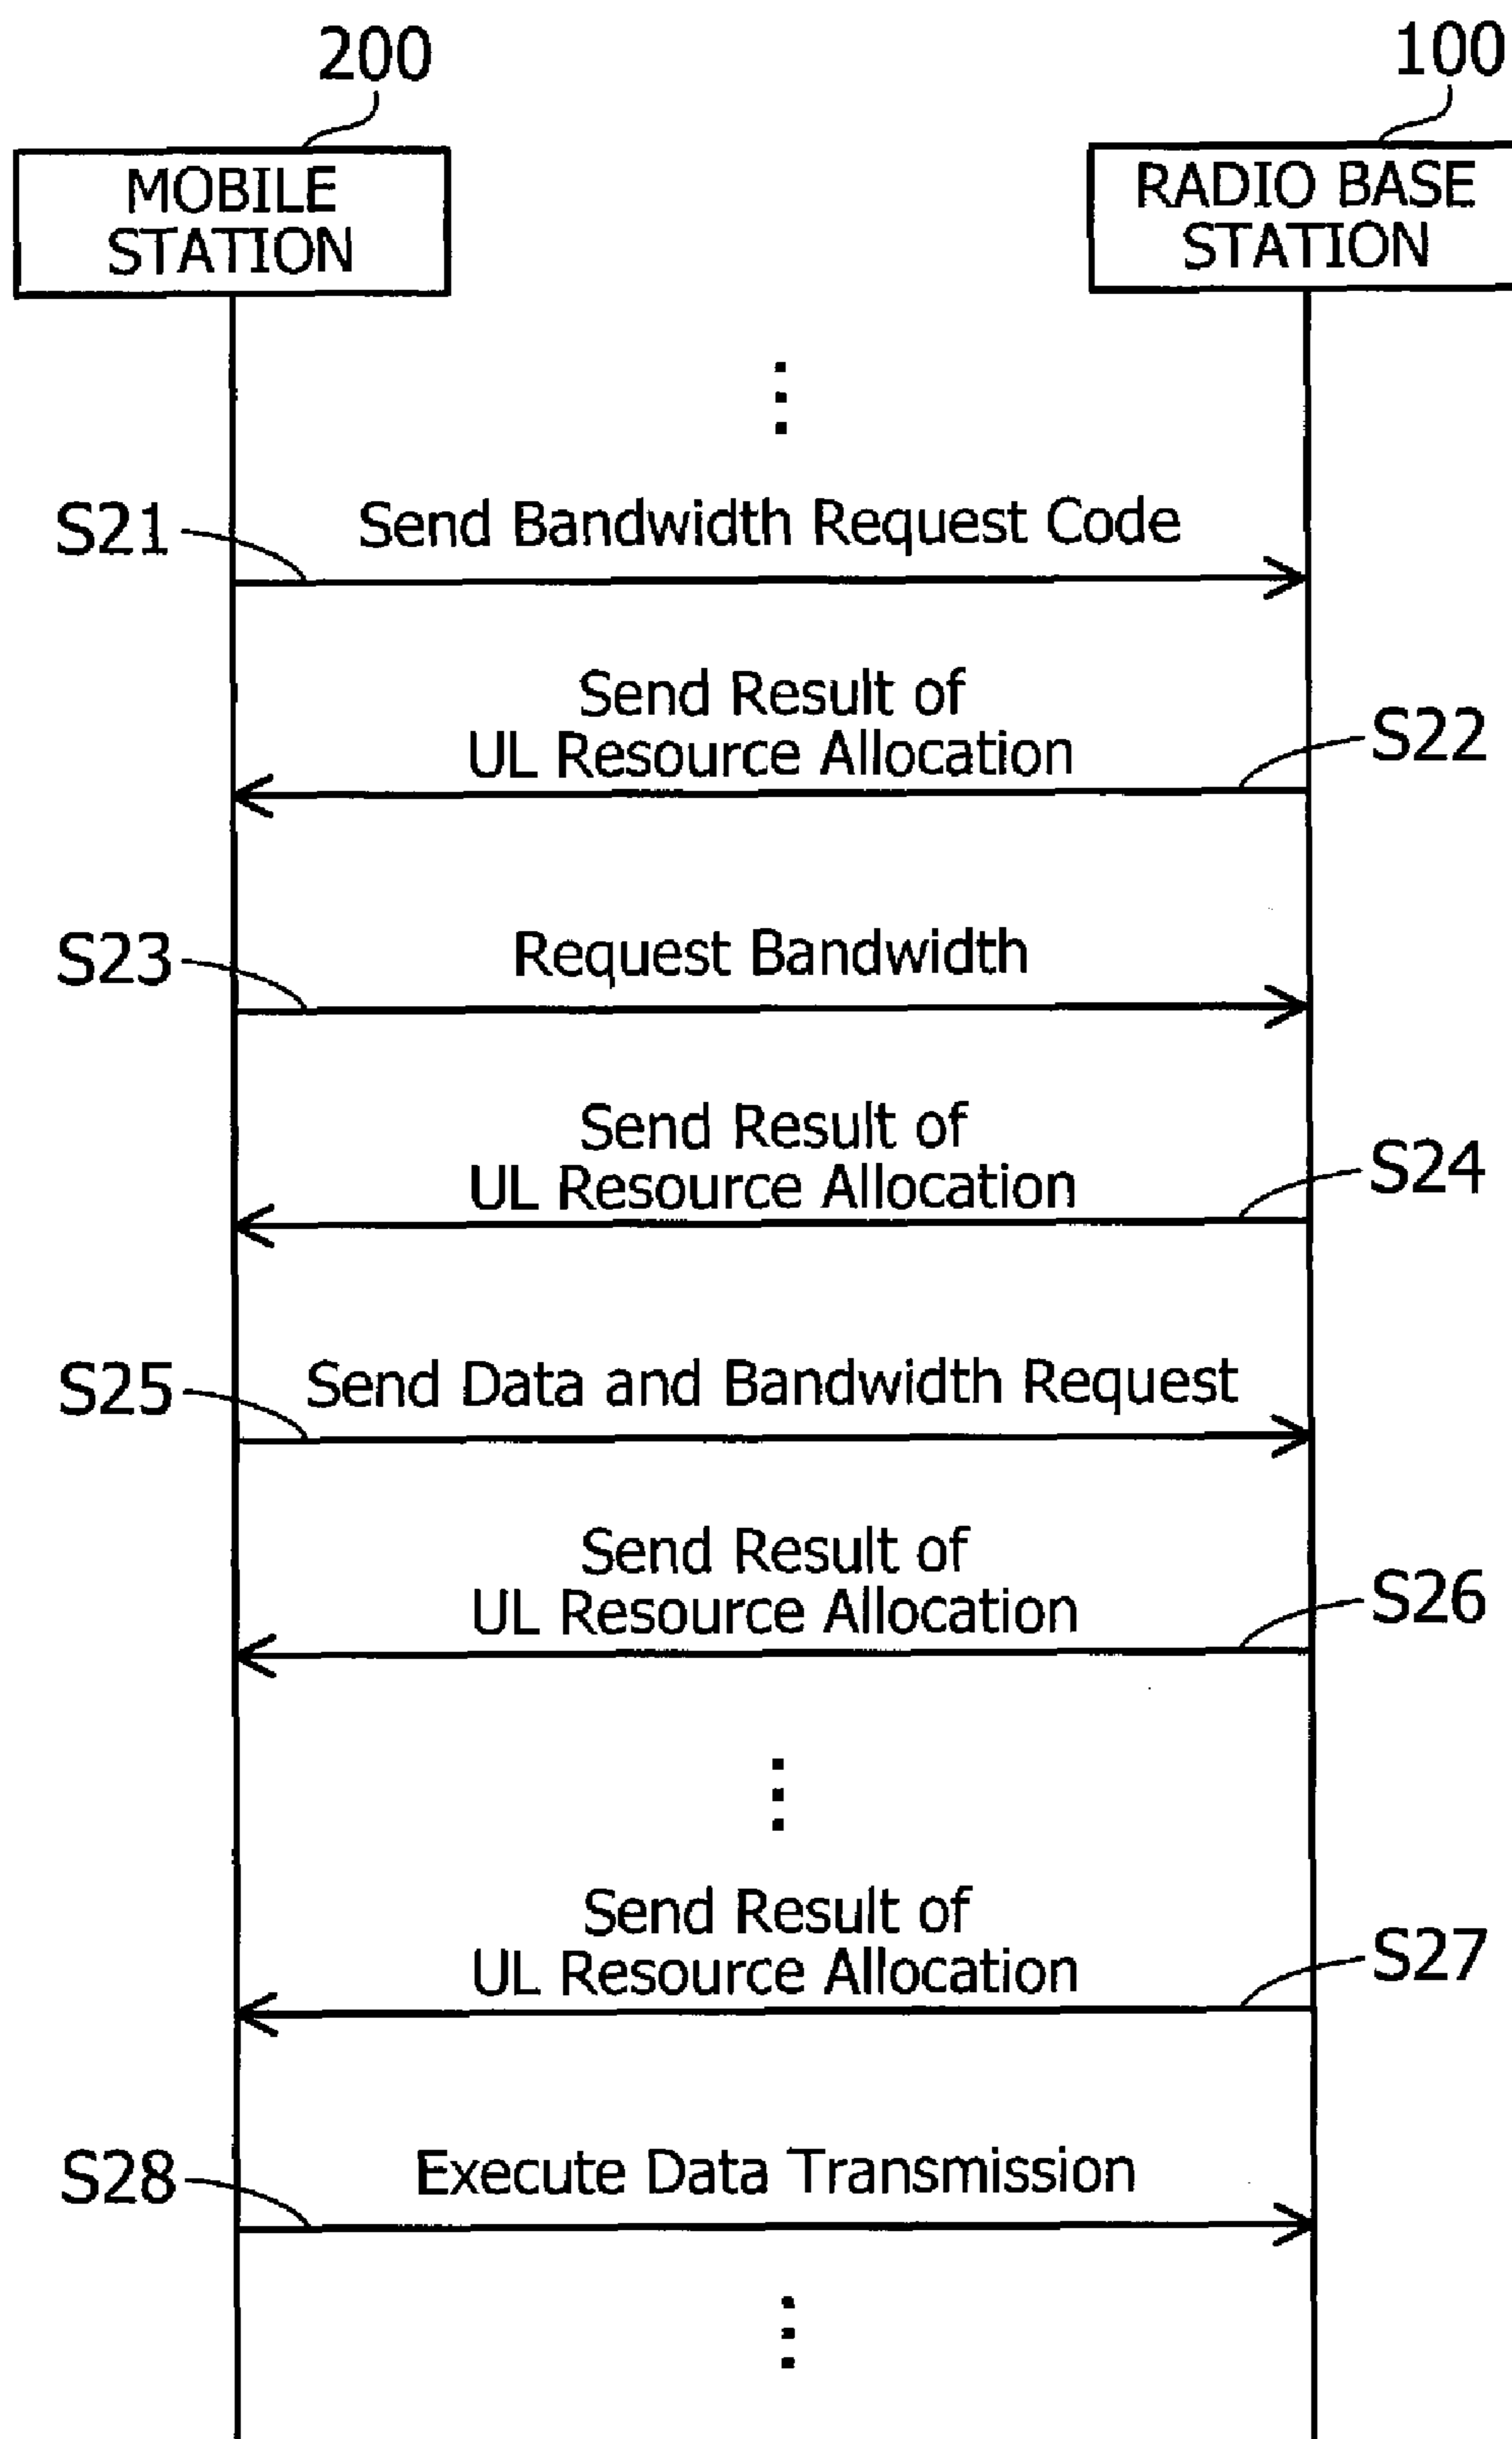 200
100
MOBILE
STATION
RADIO BASE
STATION
S21
Send Bandwidth Request Code
Send Result of
UL Resource Allocation
S22
S23
Request Bandwidth
Send Result of
UL Resource Allocation
S24
S25
Send Data and Bandwidth Request
Send Result of
UL Resource Allocation
S26
Send Result of
UL Resource Allocation
S27
S28
Execute Data Transmission